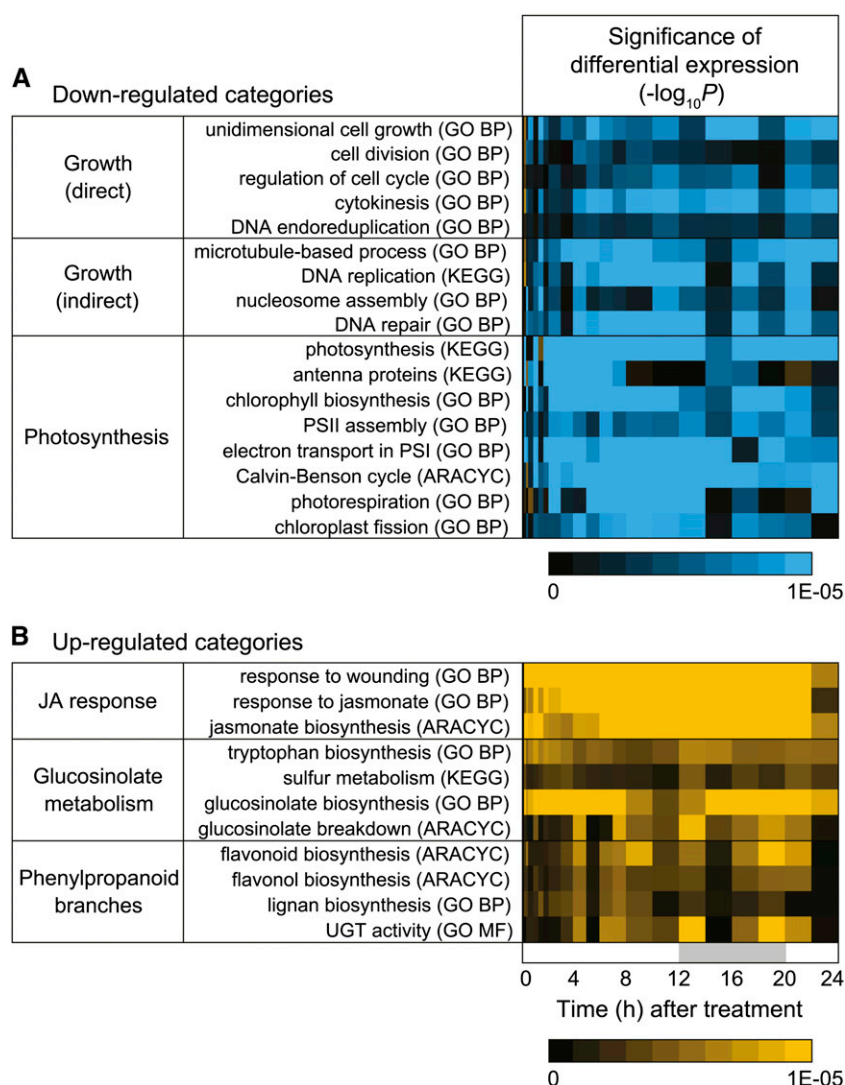 Significance of
differential expression
(-log10P)
A Down-regulated categories
Growth
(direct)
unidimensional cell growth (GO BP)
cell division (GO BP)
regulation of cell cycle (GO BP)
cytokinesis (GO BP)
DNA endoreduplication (GO BP)
Growth
(indirect)
microtubule-based process (GO BP)
DNA replication (KEGG)
nucleosome assembly (GO BP)
DNA repair (GO BP)
Photosynthesis
photosynthesis (KEGG)
antenna proteins (KEGG)
chlorophyll biosynthesis (GO BP)
PSII assembly (GO BP)
electron transport in PSI (GO BP)
Calvin-Benson cycle (ARACYC)
photorespiration (GO BP)
chloroplast fission (GO BP)
0 1E-05
B Up-regulated categories
JA response
response to wounding (GO BP)
response to jasmonate (GO BP)
jasmonate biosynthesis (ARACYC)
Glucosinolate
metabolism
tryptophan biosynthesis (GO BP)
sulfur metabolism (KEGG)
glucosinolate biosynthesis (GO BP)
glucosinolate breakdown (ARACYC)
Phenylpropanoid
branches
flavonoid biosynthesis (ARACYC)
flavonol biosynthesis (ARACYC)
lignan biosynthesis (GO BP)
UGT activity (GO MF)
0 4 8 12 16 20 24
Time (h) after treatment
0 1E-05